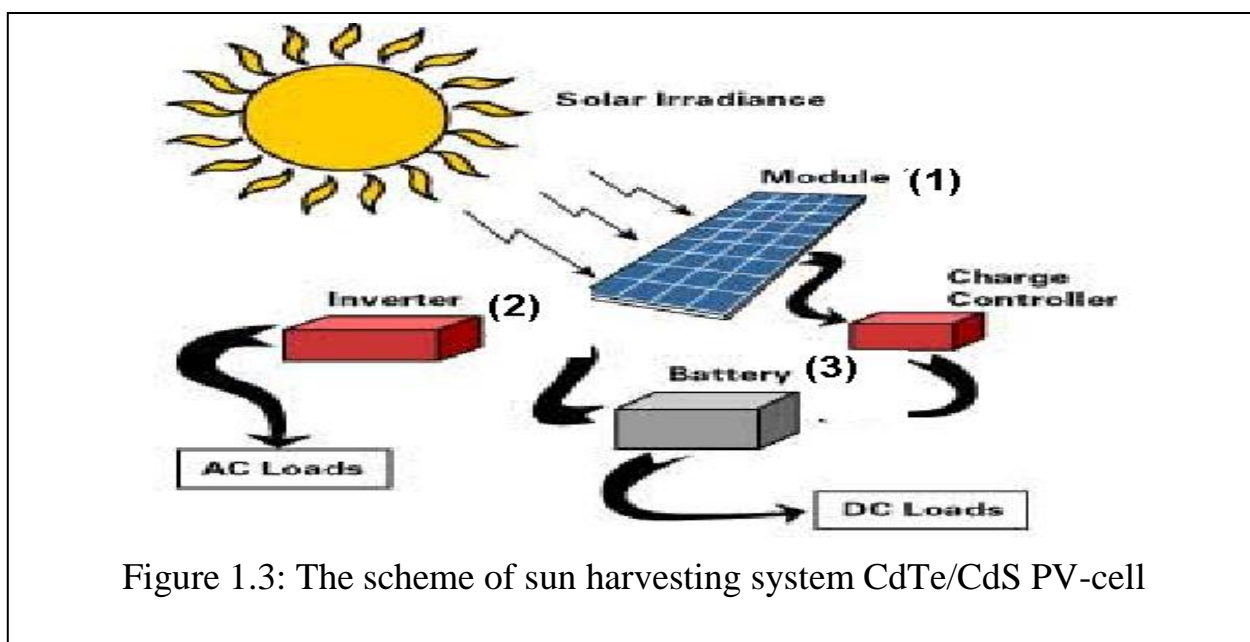 Solar Irradiance
Module (1)
Charge
Controller
Inverter (2)
Battery (3)
AC Loads
DC Loads
Figure 1.3: The scheme of sun harvesting system CdTe/CdS PV-cell